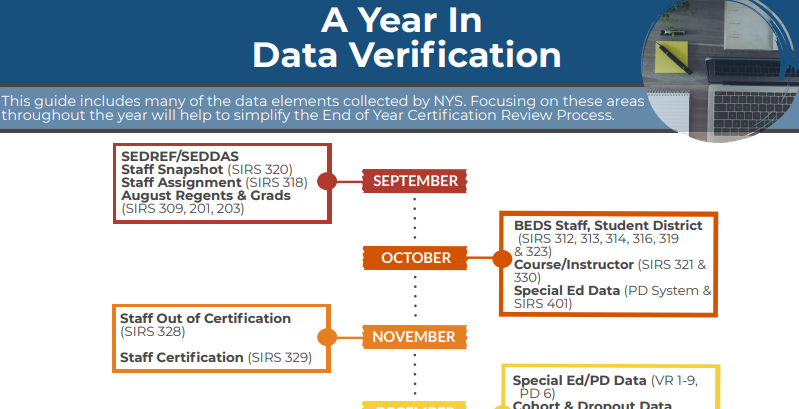 A Year In
Data Verification
This guide includes many of the data elements collected by NYS. Focusing on these areas
throughout the year will help to simplify the End of Year Certification Review Process.
SEDREF/SEDDAS
Staff Snapshot (SIRS 320)
Staff Assignment (SIRS 318)
August Regents & Grads
(SIRS 309, 201, 203)
SEPTEMBER
OCTOBER
BEDS Staff, Student District
(SIRS 312, 313, 314, 316, 319
& 323)
Course/Instructor (SIRS 321 &
330)
Special Ed Data (PD System &
SIRS 401)
Staff Out of Certification
(SIRS 328)
Staff Certification (SIRS 329)
NOVEMBER
DECEMBER
Special Ed/PD Data (VR 1-9,
PD 6)
Cohort & Dropout Data